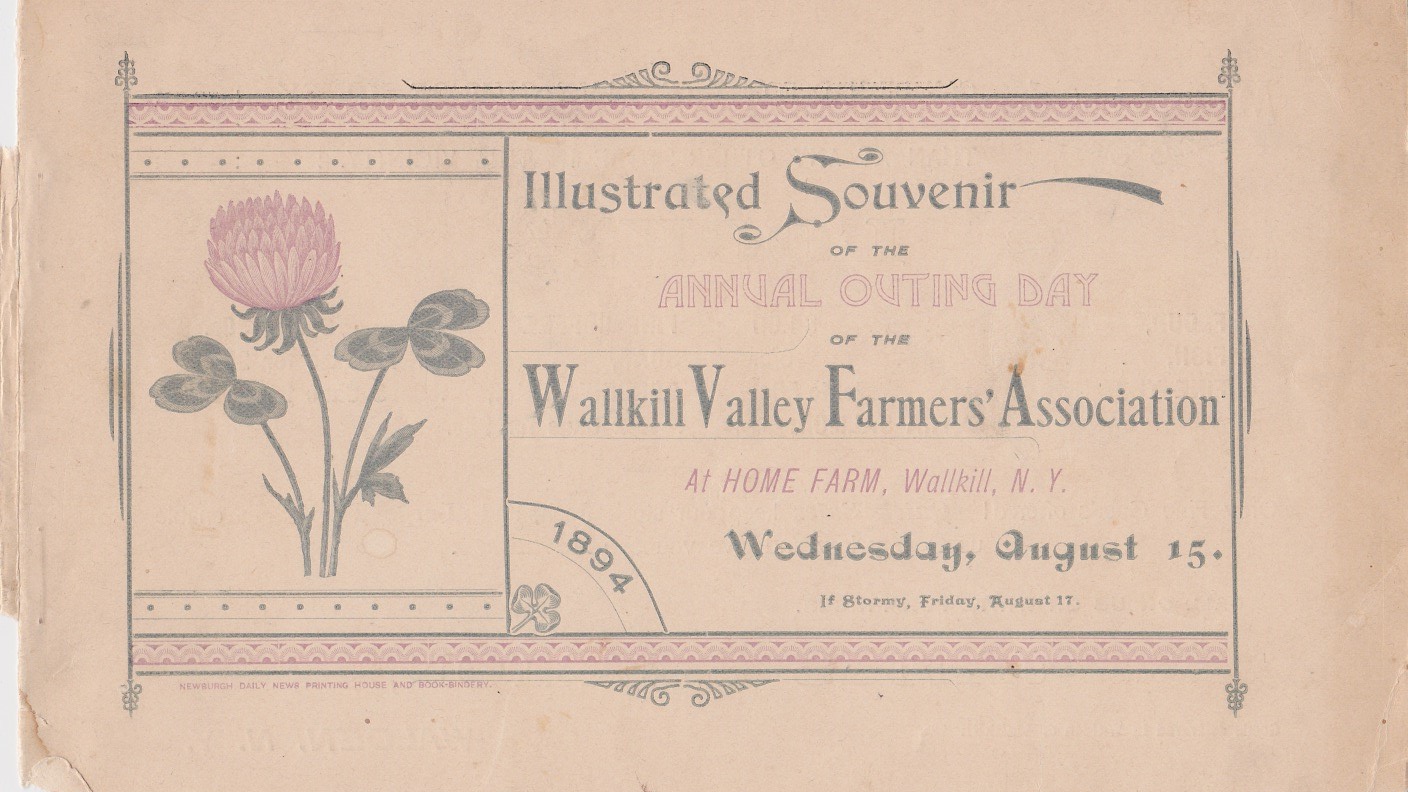 Illustrated Souvenir
OF THE
ANNUAL OUTING DAY
OF THE
Wallkill Valley Farmers' Association
At HOME FARM, Wallkill, N. Y.
Wednesday, August 15.
If Stormy, Friday, August 17.
1894
NEWBURGH DAILY NEWS PRINTING HOUSE AND BOOK-BINDERY.